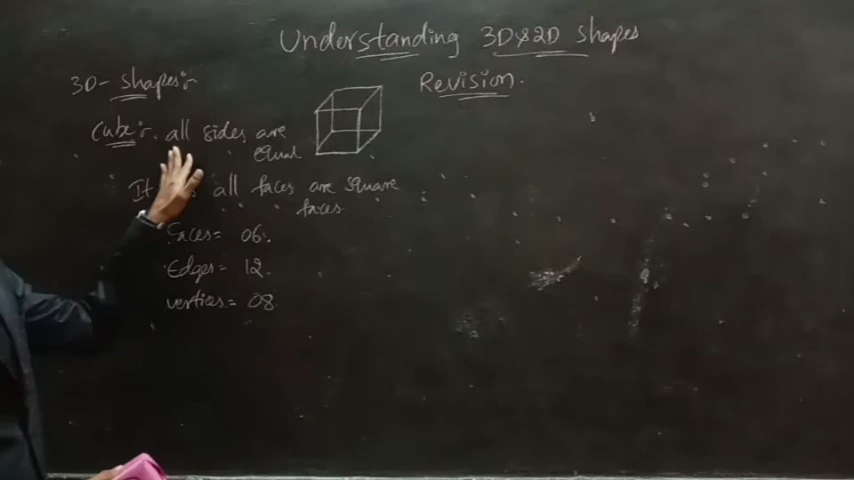 Understanding 3D&2D shapes
Revision.
3D- shapes:-
Cube:- all sides are
equal
It all faces are square
faces
Faces= 06.
Edges= 12.
vertices= 08.